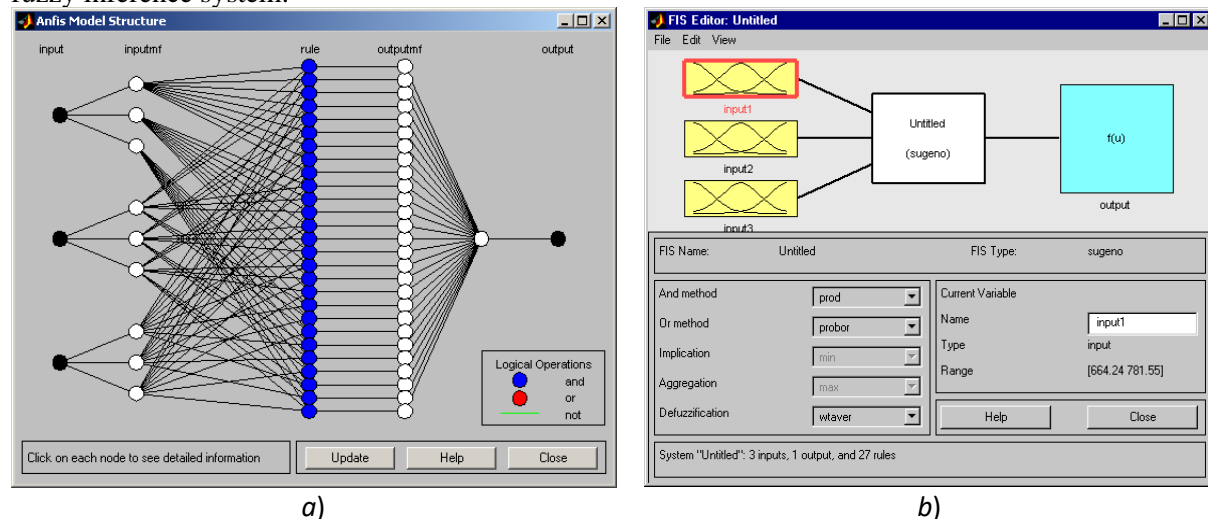 fuzzy inference system.
Anfis Model Structure
input inputmf rule outputmf output
Logical Operations
and
or
not
Click on each node to see detailed information Update Help Close
a)
FIS Editor: Untitled
File Edit View
input1
input2
input3
Untitled
(sugeno)
f(u)
output
FIS Name: Untitled FIS Type: sugeno
And method prod
Or method probor
Implication min
Aggregation max
Defuzzification wtaver
Current Variable
Name input1
Type input
Range [664.24 781.55]
Help Close
System "Untitled": 3 inputs, 1 output, and 27 rules
b)